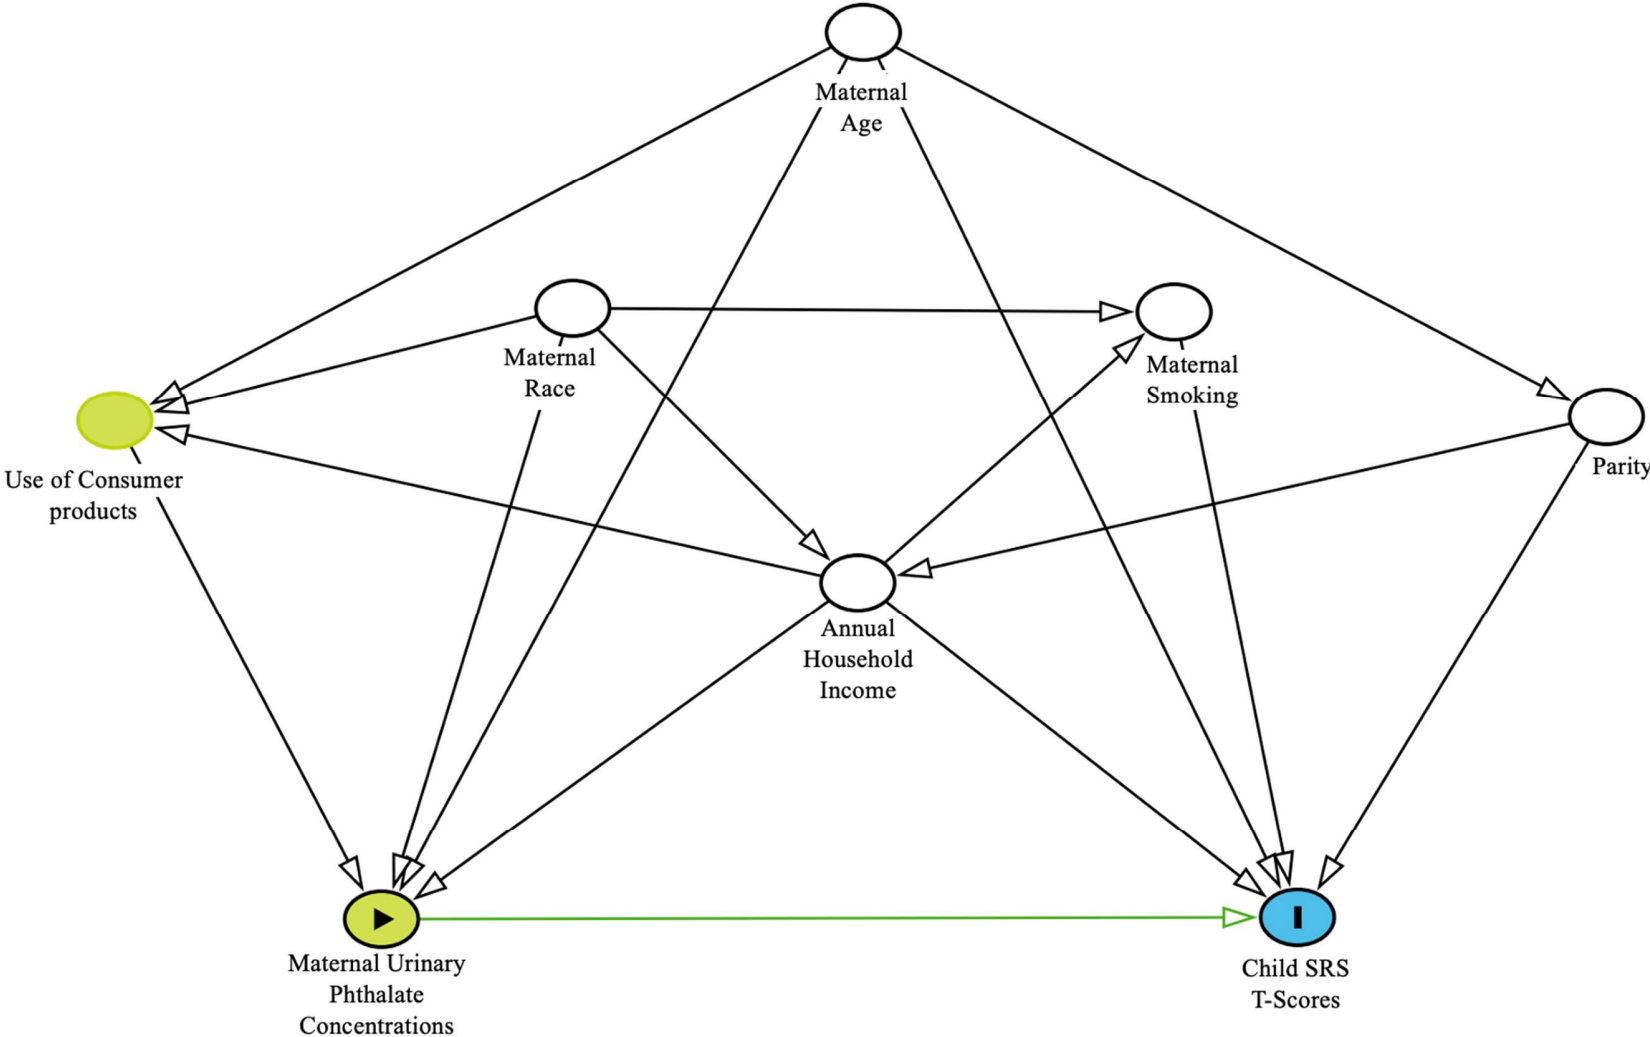 Maternal
Age
Maternal
Race
Maternal
Smoking
Use of Consumer
products
Parity
Annual
Household
Income
Maternal Urinary
Phthalate
Concentrations
Child SRS
T-Scores